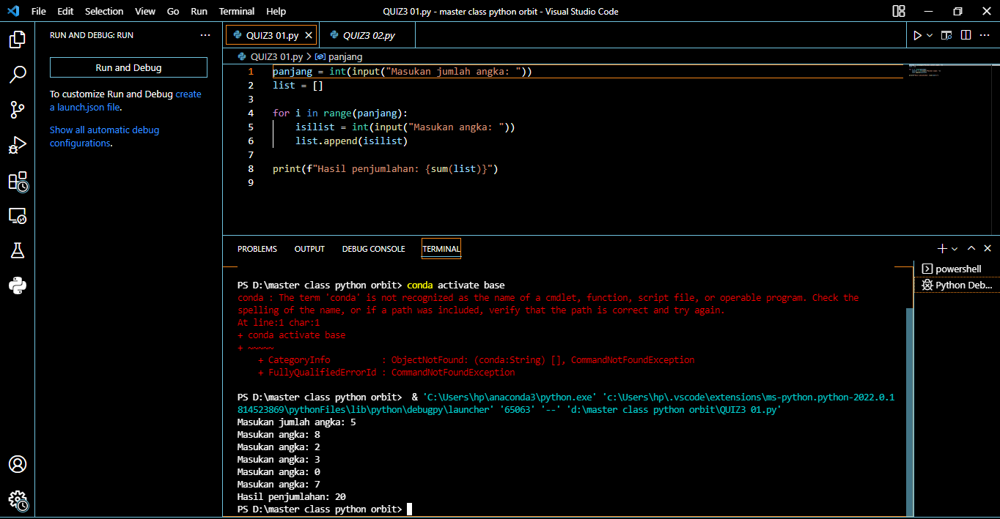 File Edit Selection View Go Run Terminal Help QUIZ3 01.py - master class python orbit - Visual Studio Code
RUN AND DEBUG: RUN ...
Run and Debug
To customize Run and Debug create
a launch.json file.
Show all automatic debug
configurations.
QUIZ3 01.py QUIZ3 02.py
QUIZ3 01.py > panjang
1 panjang = int(input("Masukan jumlah angka: "))
2 list = []
3
4 for i in range(panjang):
5 isilist = int(input("Masukan angka: "))
6 list.append(isilist)
7
8 print(f"Hasil penjumlahan: {sum(list)}")
9
PROBLEMS OUTPUT DEBUG CONSOLE TERMINAL
powershell
Python Deb...
PS D:\master class python orbit> conda activate base
conda : The term 'conda' is not recognized as the name of a cmdlet, function, script file, or operable program. Check the
spelling of the name, or if a path was included, verify that the path is correct and try again.
At line:1 char:1
+ conda activate base
+ ~~~~~
+ CategoryInfo : ObjectNotFound: (conda:String) [], CommandNotFoundException
+ FullyQualifiedErrorId : CommandNotFoundException
PS D:\master class python orbit> & 'C:\Users\hp\anaconda3\python.exe' 'c:\Users\hp\.vscode\extensions\ms-python.python-2022.0.1
814523869\pythonFiles\lib\python\debugpy\launcher' '65063' '--' 'd:\master class python orbit\QUIZ3 01.py'
Masukan jumlah angka: 5
Masukan angka: 8
Masukan angka: 2
Masukan angka: 3
Masukan angka: 0
Masukan angka: 7
Hasil penjumlahan: 20
PS D:\master class python orbit>